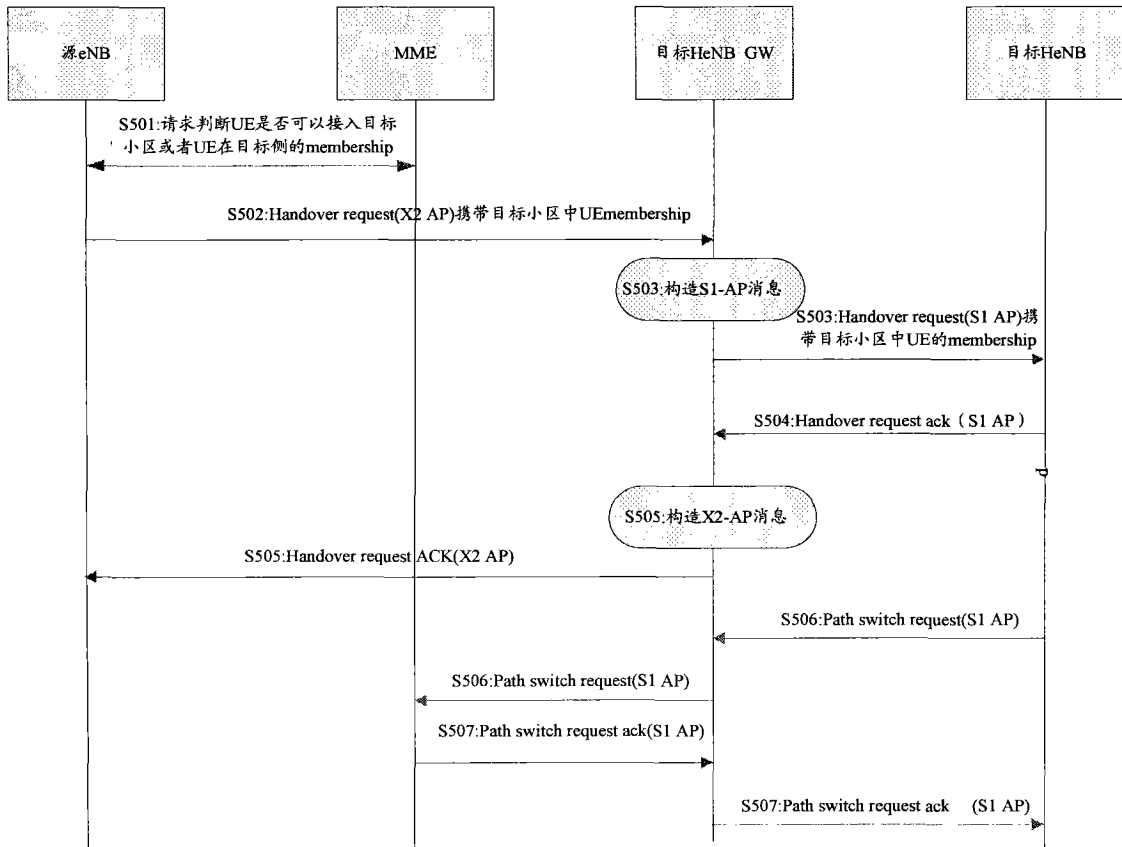 源eNB
MME
目标HeNB GW
目标HeNB
S501:请求判断UE是否可以接入目标
小区或者UE在目标侧的membership
S502:Handover request(X2 AP)携带目标小区中UEmembership
S503:构造S1-AP消息
S503:Handover request(S1 AP)携
带目标小区中UE的membership
S504:Handover request ack（S1 AP）
p
S505:构造X2-AP消息
S505:Handover request ACK(X2 AP)
S506:Path switch request(S1 AP)
S506:Path switch request(S1 AP)
S507:Path switch request ack(S1 AP)
S507:Path switch request ack (S1 AP)